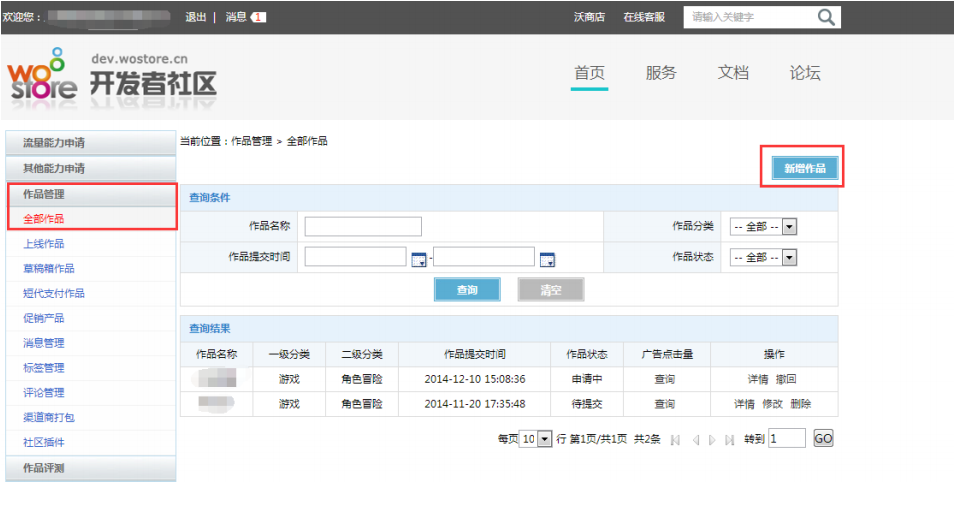 欢迎您： 退出 | 消息 1 沃商店 在线客服 请输入关键字
wo store dev.wostore.cn
开发者社区 首页 服务 文档 论坛
流量能力申请
其他能力申请
作品管理
全部作品
上线作品
草稿箱作品
短代支付作品
促销产品
消息管理
标签管理
评论管理
渠道商打包
社区插件
作品评测
当前位置：作品管理 > 全部作品
新增作品
查询条件
作品名称 作品分类 -- 全部 --
作品提交时间 - 作品状态 -- 全部 --
查询 清空
查询结果
作品名称 一级分类 二级分类 作品提交时间 作品状态 广告点击量 操作
游戏 角色冒险 2014-12-10 15:08:36 申请中 查询 详情 撤回
游戏 角色冒险 2014-11-20 17:35:48 待提交 查询 详情 修改 删除
每页 10 行 第1页/共1页 共2条 转到 1 GO